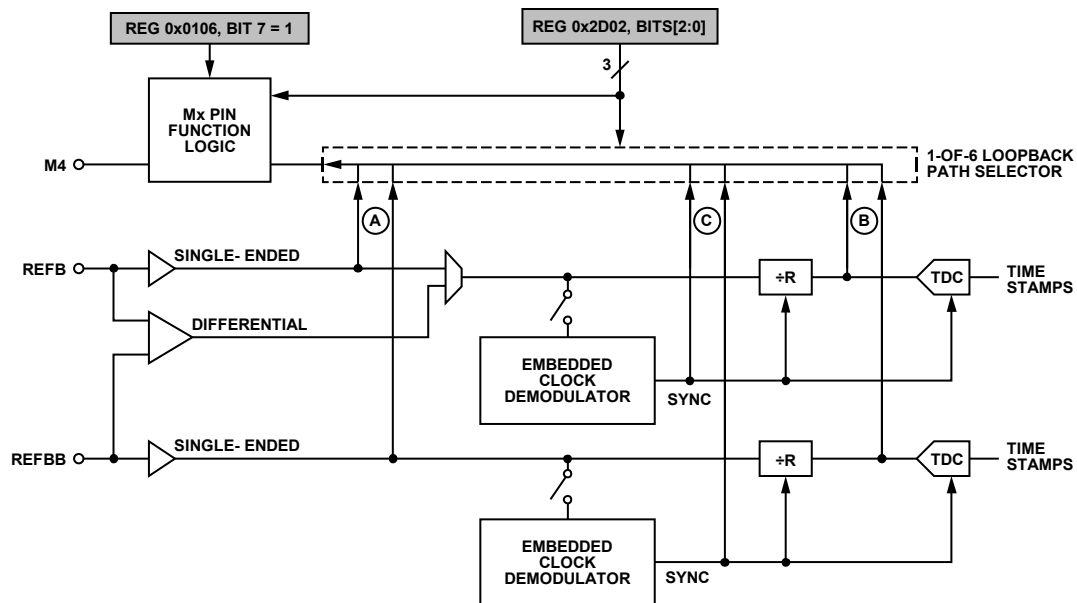 REG 0x0106, BIT 7 = 1
REG 0x2D02, BITS[2:0]
3
Mx PIN
FUNCTION
LOGIC
M4
1-OF-6 LOOPBACK
PATH SELECTOR
A
C
B
REFB
SINGLE- ENDED
÷R
TDC
TIME
STAMPS
DIFFERENTIAL
EMBEDDED
CLOCK
DEMODULATOR
SYNC
REFBB
SINGLE- ENDED
÷R
TDC
TIME
STAMPS
EMBEDDED
CLOCK
DEMODULATOR
SYNC